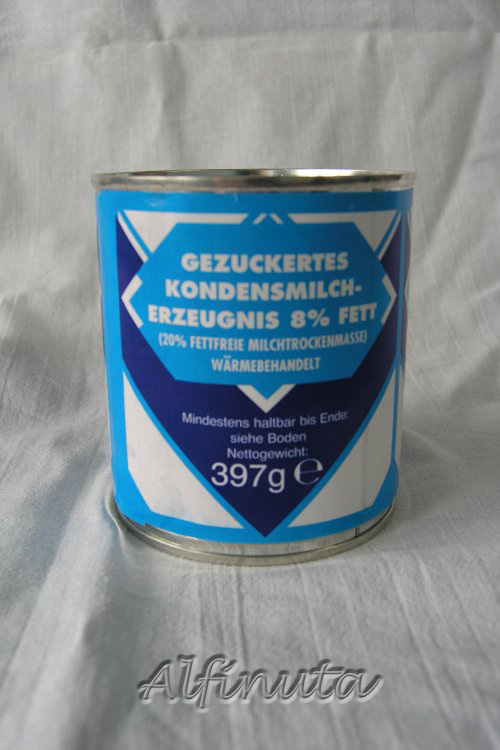 GEZUCKERTES
KONDENSMILCH-
ERZEUGNIS 8% FETT
(20% FETTFREIE MILCHTROCKENMASSE)
WÄRMEBEHANDELT
Mindestens haltbar bis Ende:
siehe Boden
Nettogewicht:
397g ℮
Alfinuta